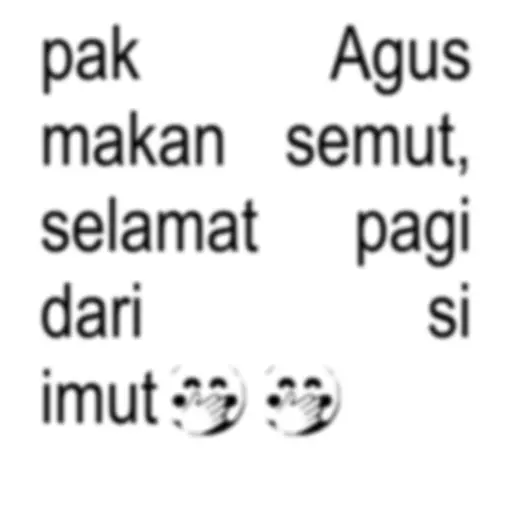 pak Agus
makan semut,
selamat pagi
dari si
imut🤭🤭